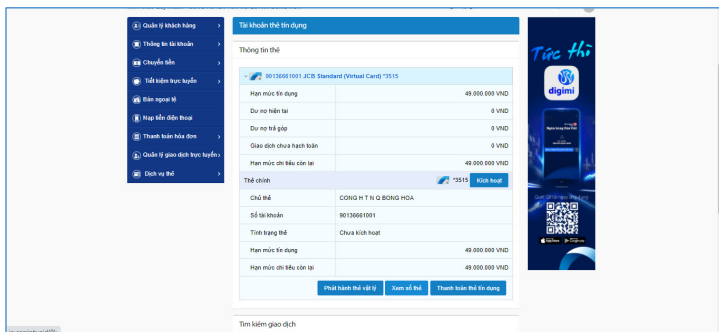 Quản lý khách hàng
Thông tin tài khoản
Chuyển tiền
Tiết kiệm trực tuyến
Bán ngoại tệ
Nạp tiền điện thoại
Thanh toán hóa đơn
Quản lý giao dịch trực tuyến
Dịch vụ thẻ
Tài khoản thẻ tín dụng
Thông tin thẻ
90136661001 JCB Standard (Virtual Card) *3515
Hạn mức tín dụng 49.000.000 VND
Dư nợ hiện tại 0 VND
Dư nợ trả góp 0 VND
Giao dịch chưa hạch toán 0 VND
Hạn mức chi tiêu còn lại 49.000.000 VND
Thẻ chính *3515 Kích hoạt
Chủ thẻ CONG H T N Q BONG HOA
Số tài khoản 90136661001
Tình trạng thẻ Chưa kích hoạt
Hạn mức tín dụng 49.000.000 VND
Hạn mức chi tiêu còn lại 49.000.000 VND
Phát hành thẻ vật lý Xem số thẻ Thanh toán thẻ tín dụng
Tìm kiếm giao dịch
Tức thì
digimi
App Store Google Play